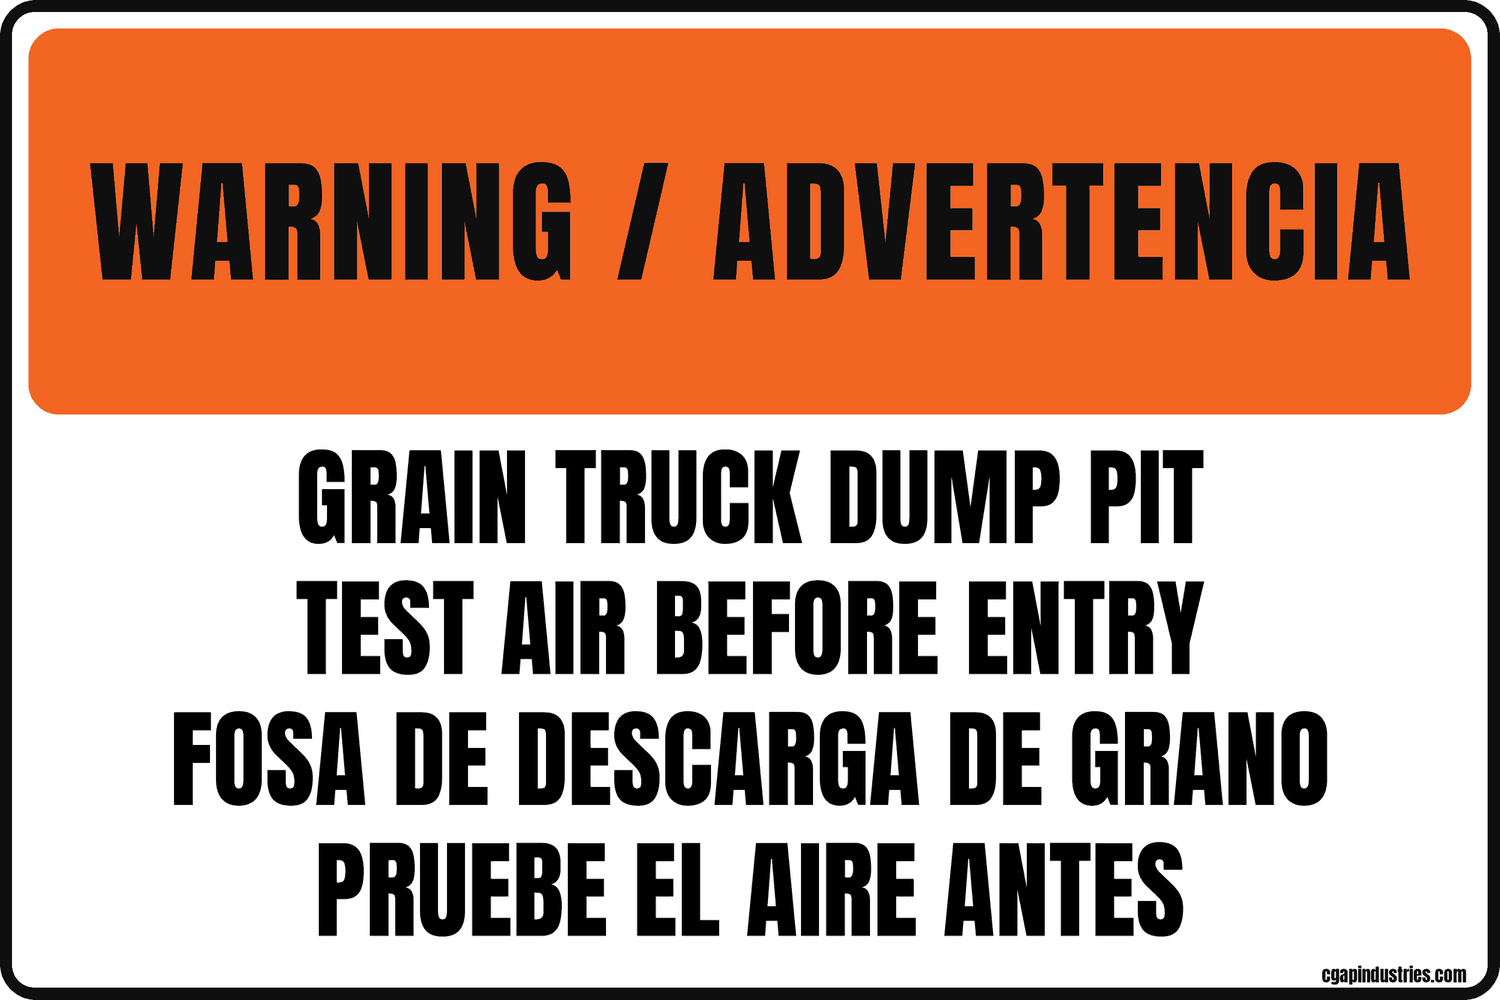 WARNING / ADVERTENCIA
GRAIN TRUCK DUMP PIT
TEST AIR BEFORE ENTRY
FOSA DE DESCARGA DE GRANO
PRUEBE EL AIRE ANTES
cgapindustries.com